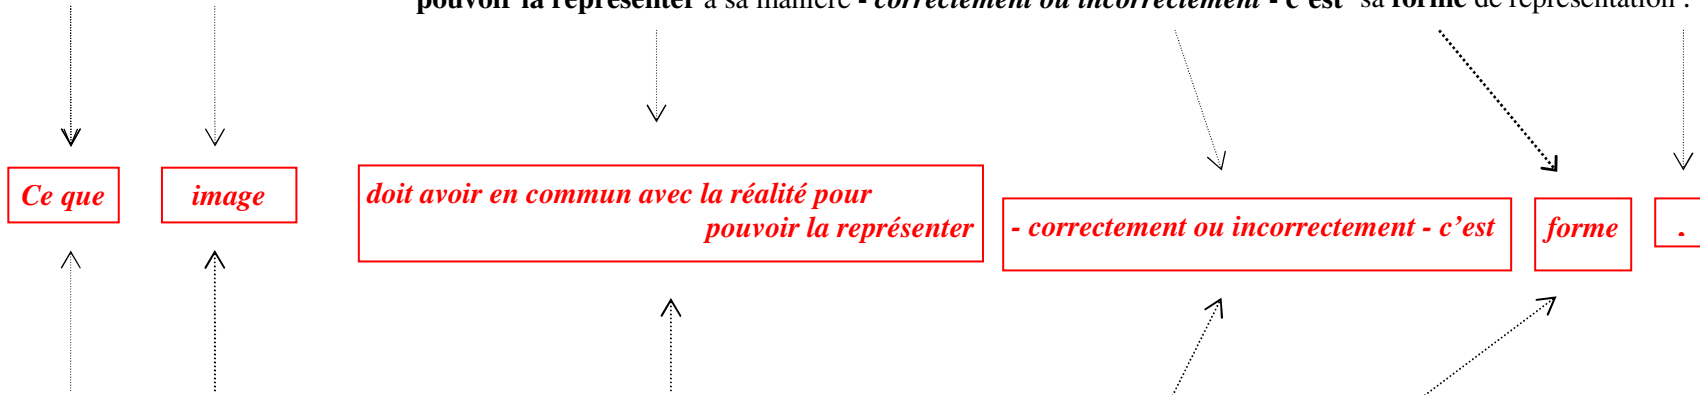 pouvoir la représenter à sa manière - correctement ou incorrectement - c'est sa forme de représentation .
Ce que
image
doit avoir en commun avec la réalité pour
pouvoir la représenter
- correctement ou incorrectement - c'est
forme
.